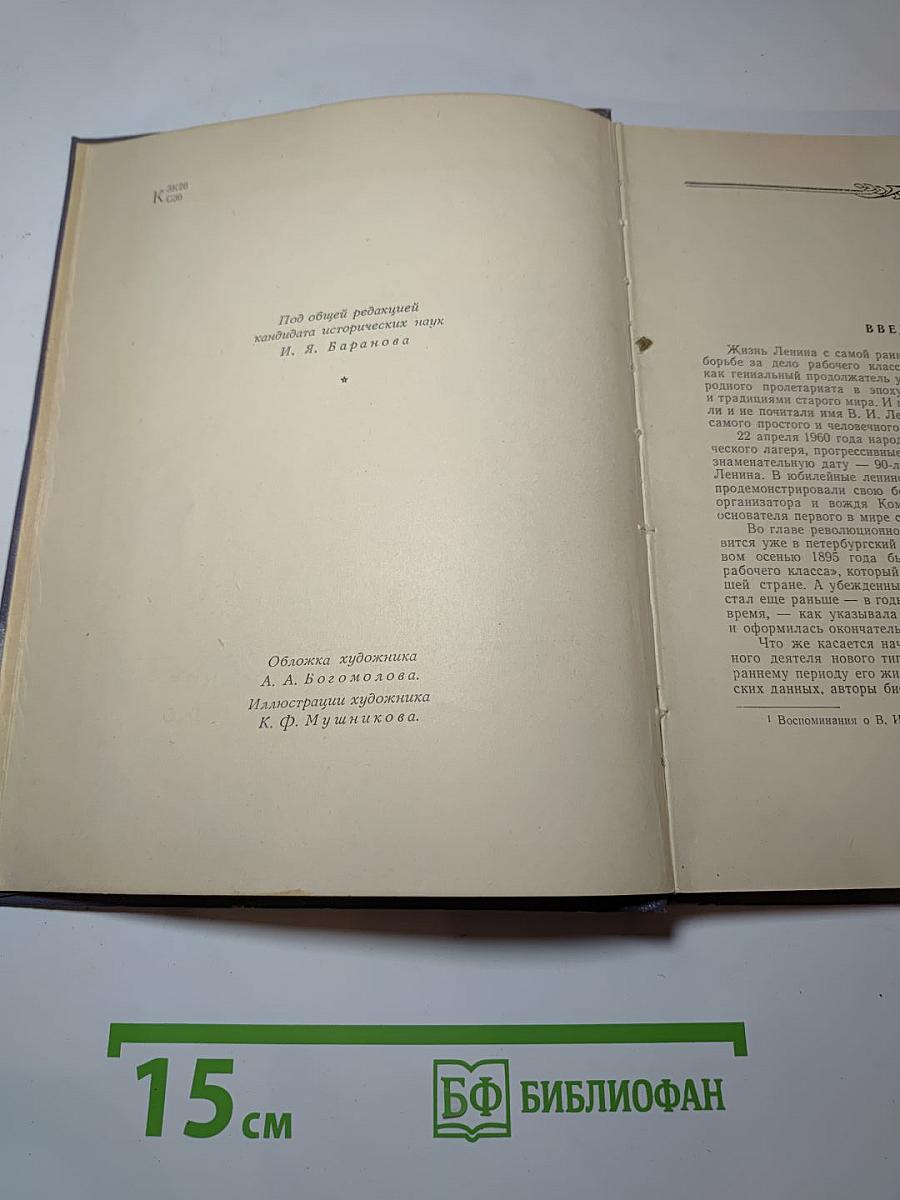 К ЗК26
С30
Под общей редакцией
кандидата исторических наук
И. Я. Баранова
Обложка художника
А. А. Богомолова.
Иллюстрации художника
К. Ф. Мушникова.
ВВЕ
Жизнь Ленина с самой ран
борьбе за дело рабочего клас
как гениальный продолжатель у
родного пролетариата в эпоху
и традициями старого мира. И
ли и не почитали имя В. И. Ле
самого простого и человечного
22 апреля 1960 года народ
ческого лагеря, прогрессивные
знаменательную дату — 90-л
Ленина. В юбилейные ленин
продемонстрировали свою б
организатора и вождя Ком
основателя первого в мире с
Во главе революционно
вится уже в петербургский
вом осенью 1895 года бы
рабочего класса», который
шей стране. А убежденны
стал еще раньше — в годы
время, — как указывала
и оформилась окончатель
Что же касается нач
ного деятеля нового тип
раннему периоду его жи
ских данных, авторы би
1 Воспоминания о В. И
15 см
БФ БИБЛИОФАН